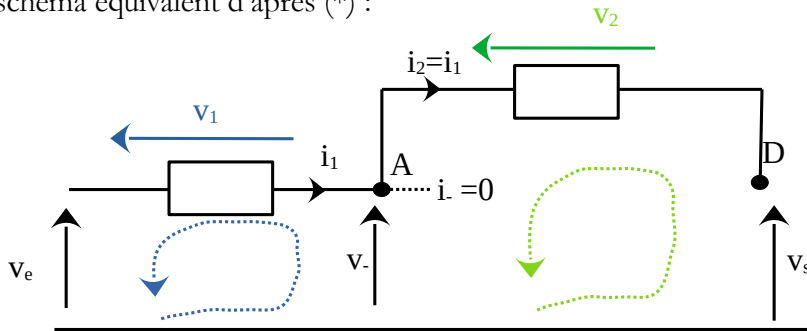 schéma équivalent d'après (*) :
v₂
i₂=i₁
v₁
i₁
A
D
i₋ =0
vₑ
v₋
vₛ